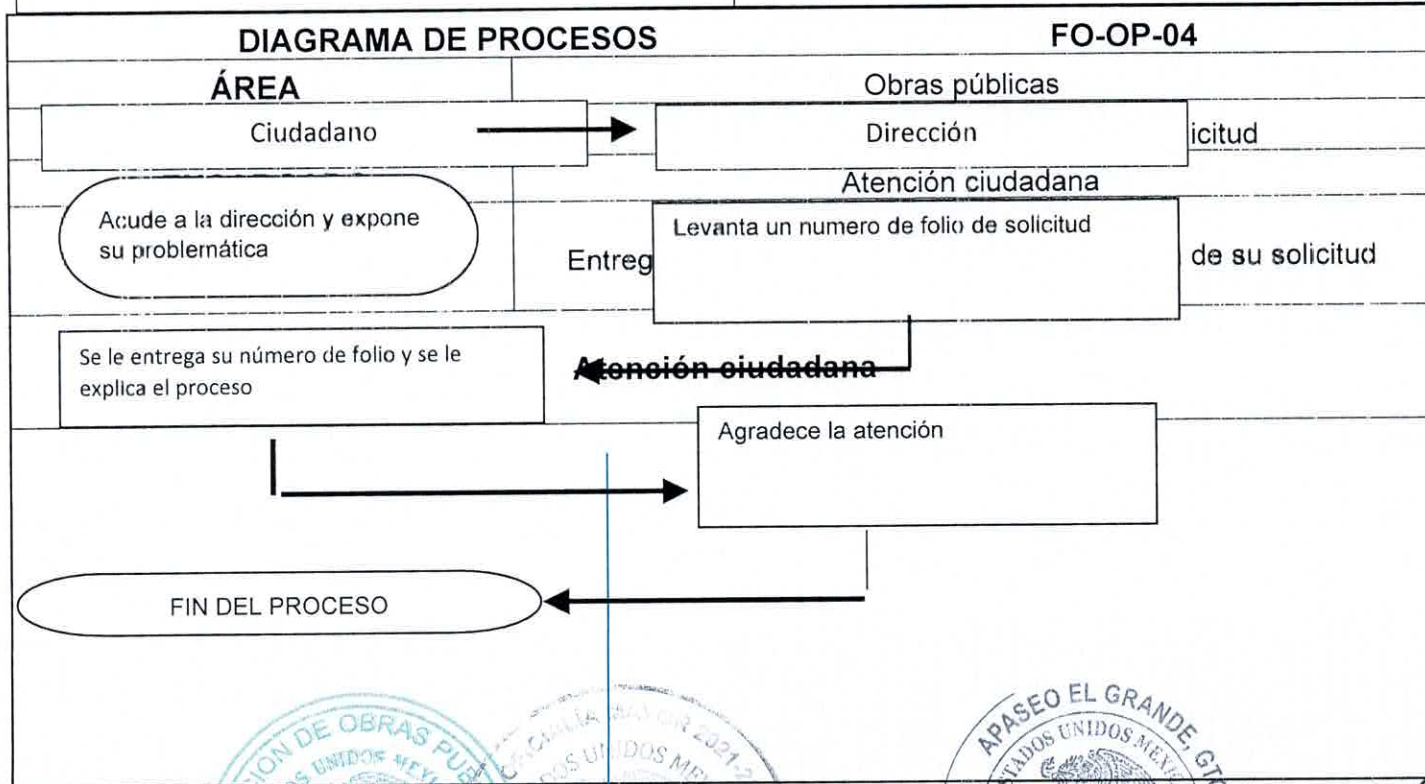 DIAGRAMA DE PROCESOS FO-OP-04
ÁREA Obras públicas
Ciudadano Dirección icitud
Atención ciudadana
Acude a la dirección y expone
su problemática
Levanta un numero de folio de solicitud
Entreg de su solicitud
Se le entrega su número de folio y se le
explica el proceso
Atención ciudadana
Agradece la atención
FIN DEL PROCESO
DE OBRAS
UNIDOS
UNIDOS
APASEO EL GRANDE,
UNIDOS